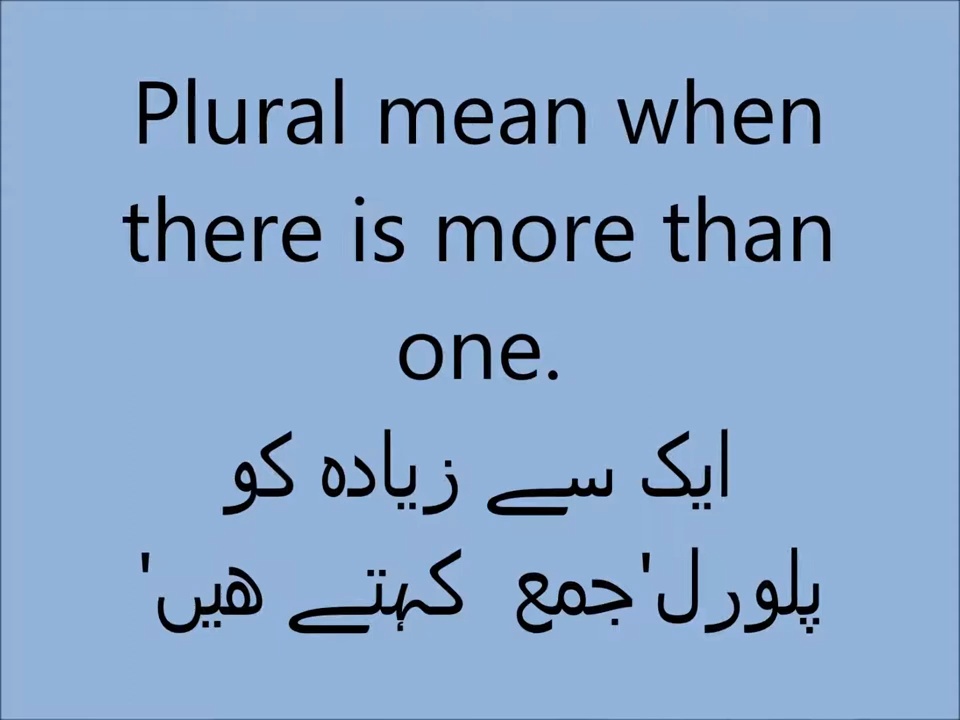 Plural mean when
there is more than
one.
ایک سے زیادہ کو
پلورل'جمع  کہتے ھیں'